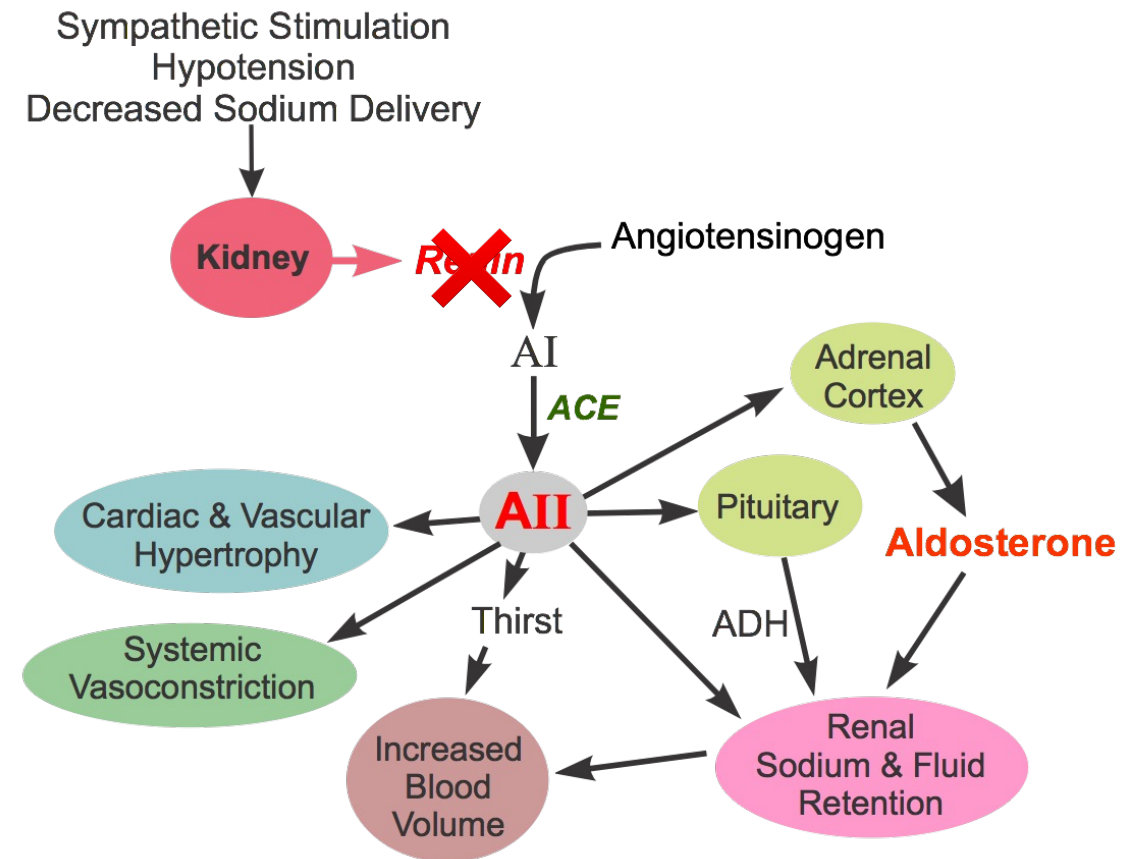 Sympathetic Stimulation
Hypotension
Decreased Sodium Delivery
Kidney
Renin
Angiotensinogen
AI
ACE
Adrenal
Cortex
AII
Pituitary
Cardiac & Vascular
Hypertrophy
Aldosterone
Thirst
ADH
Systemic
Vasoconstriction
Increased
Blood
Volume
Renal
Sodium & Fluid
Retention